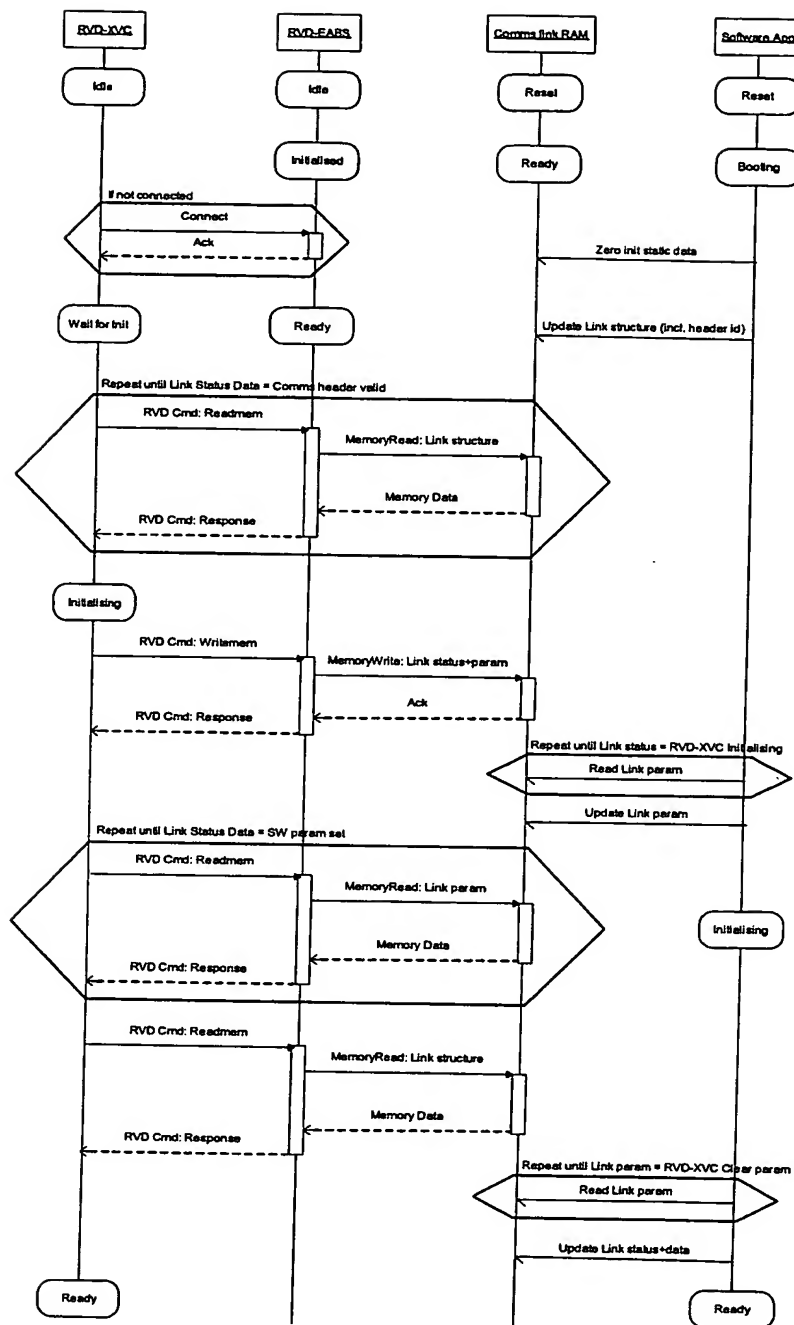 RVD-XVC
RVD-EABS
Comms link RAM
Software App
Idle
Idle
Reset
Reset
Initialised
Ready
Booting
If not connected
Connect
Ack
Zero init static data
Wait for Init
Ready
Update Link structure (incl. header id)
Repeat until Link Status Data = Comms header valid
RVD Cmd: Readmem
MemoryRead: Link structure
Memory Data
RVD Cmd: Response
Initialising
RVD Cmd: Writemem
MemoryWrite: Link status+param
Ack
RVD Cmd: Response
Repeat until Link status = RVD-XVC Initialising
Read Link param
Update Link param
Repeat until Link Status Data = SW param set
RVD Cmd: Readmem
MemoryRead: Link param
Initialising
Memory Data
RVD Cmd: Response
RVD Cmd: Readmem
MemoryRead: Link structure
Memory Data
RVD Cmd: Response
Repeat until Link param = RVD-XVC Clear param
Read Link param
Update Link status+data
Ready
Ready